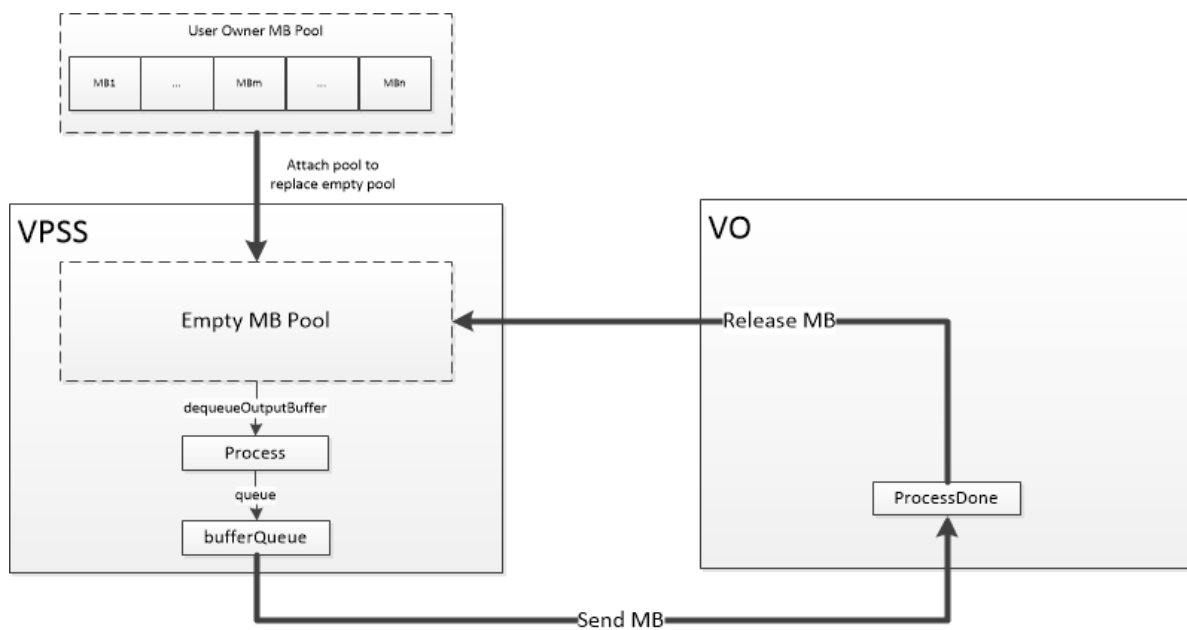 User Owner MB Pool
MB1
...
MBm
....
MBn
Attach pool to
replace empty pool
VPSS
VO
Empty MB Pool
Release MB
dequeueOutputBuffer
Process
queue
ProcessDone
bufferQueue
Send MB